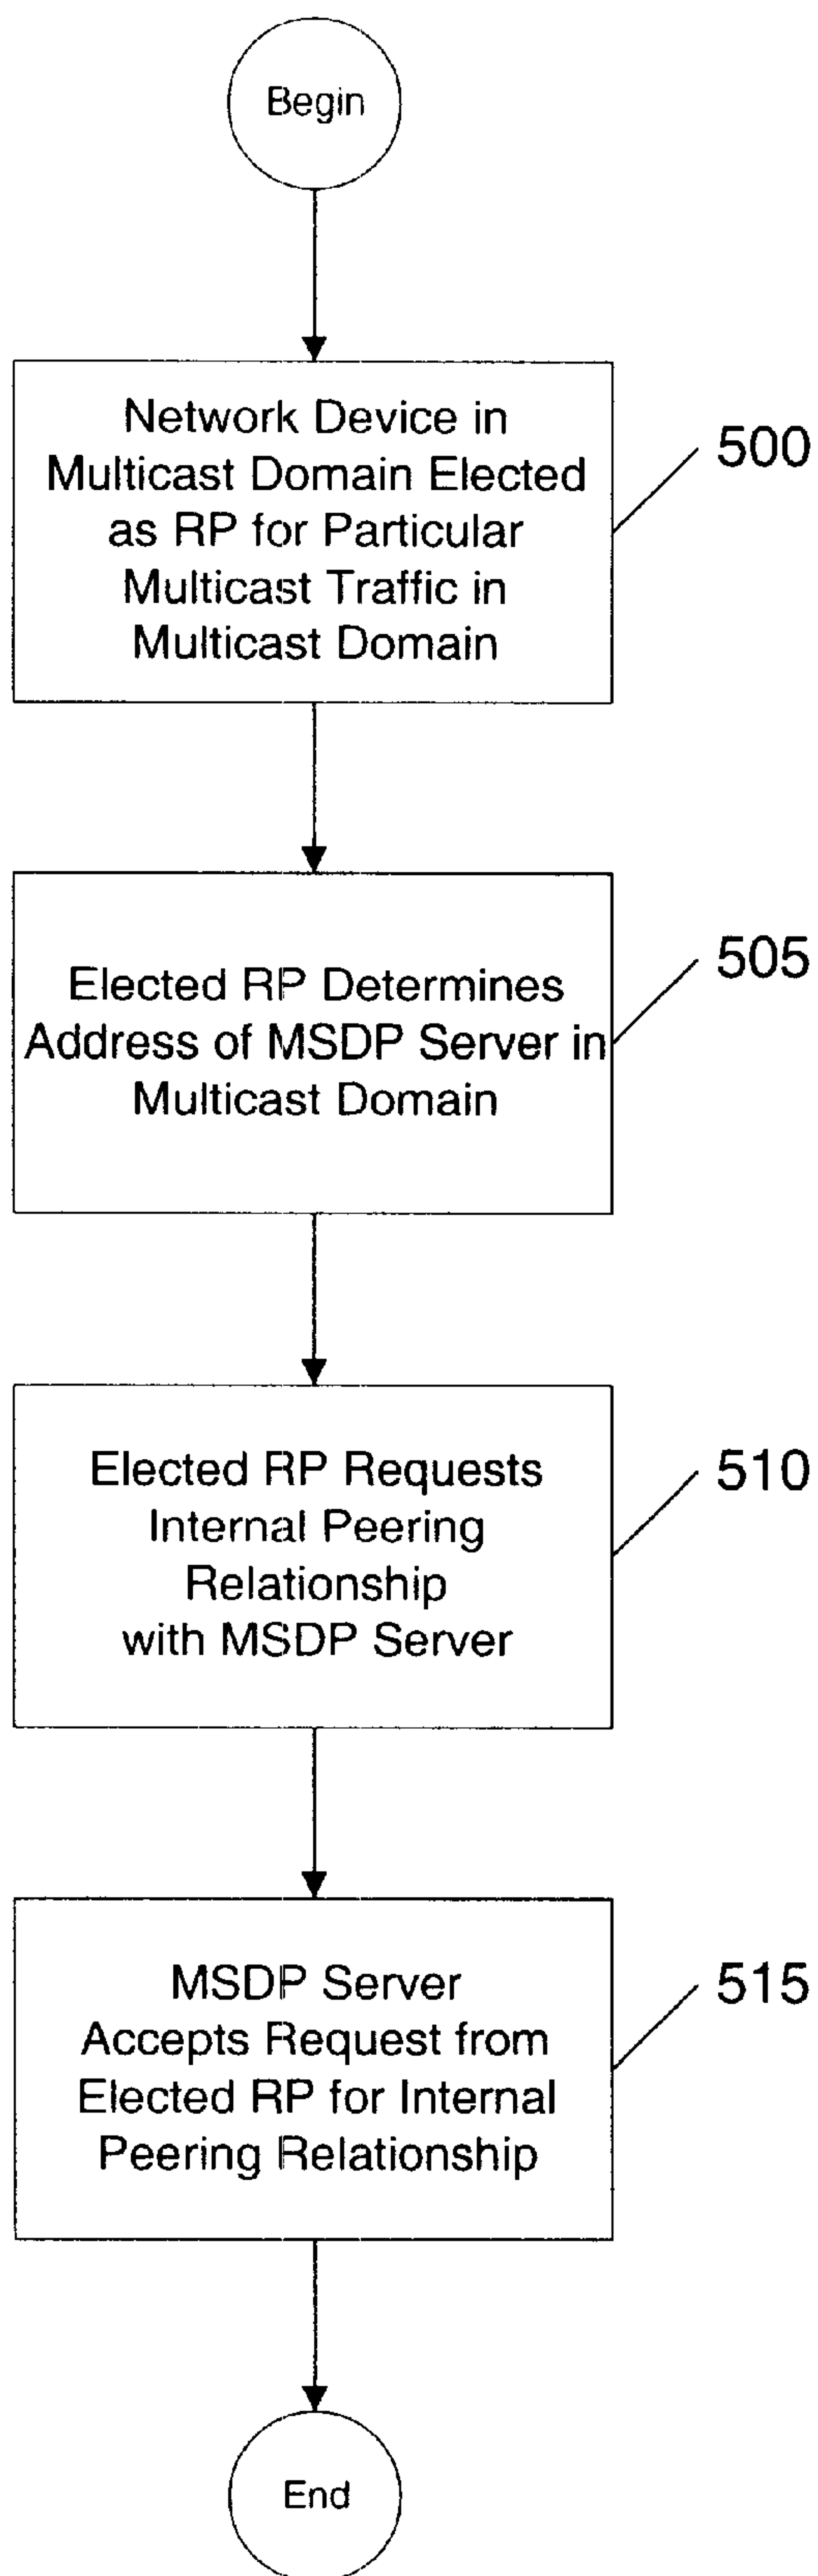 Begin
Network Device in
Multicast Domain Elected
as RP for Particular
Multicast Traffic in
Multicast Domain
500
Elected RP Determines
Address of MSDP Server in
Multicast Domain
505
Elected RP Requests
Internal Peering
Relationship
with MSDP Server
510
MSDP Server
Accepts Request from
Elected RP for Internal
Peering Relationship
515
End